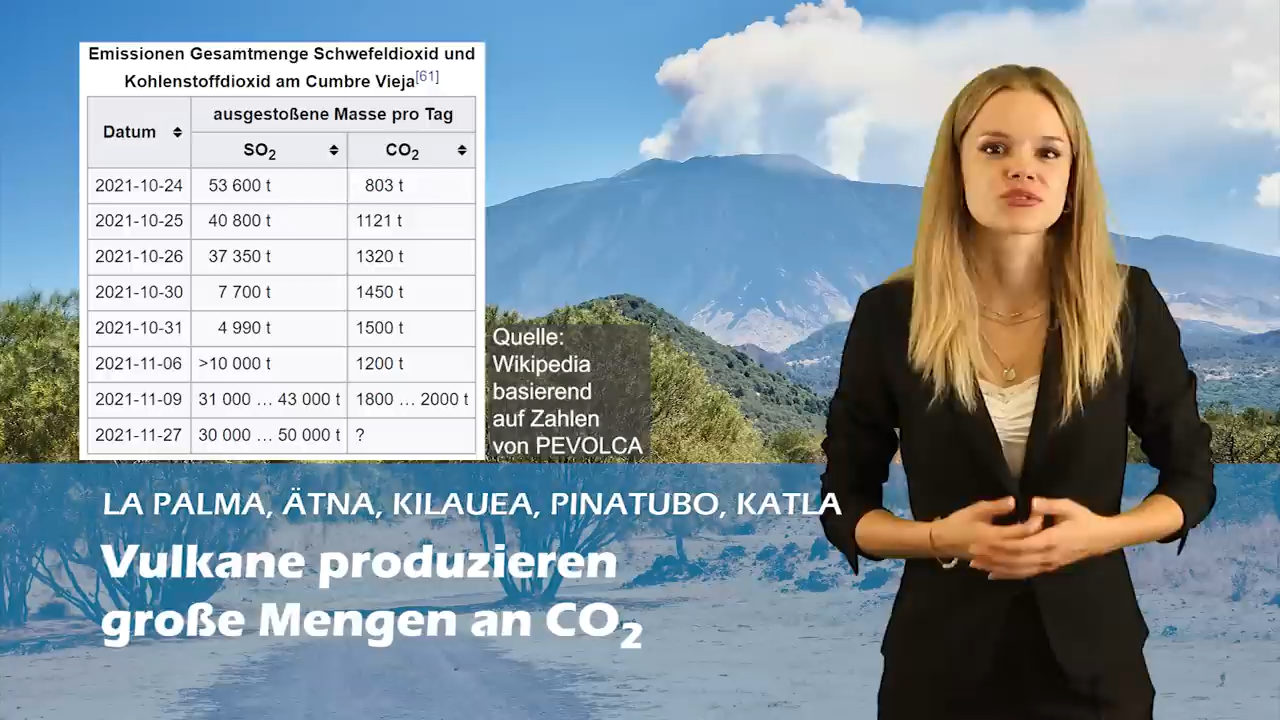 Emissionen Gesamtmenge Schwefeldioxid und
Kohlenstoffdioxid am Cumbre Vieja[61]
Datum ausgestoßene Masse pro Tag
SO2 CO2
2021-10-24 53 600 t 803 t
2021-10-25 40 800 t 1121 t
2021-10-26 37 350 t 1320 t
2021-10-30 7 700 t 1450 t
2021-10-31 4 990 t 1500 t
2021-11-06 >10 000 t 1200 t
2021-11-09 31 000 … 43 000 t 1800 … 2000 t
2021-11-27 30 000 … 50 000 t ?
Quelle:
Wikipedia
basierend
auf Zahlen
von PEVOLCA
LA PALMA, ÄTNA, KILAUEA, PINATUBO, KATLA
Vulkane produzieren
große Mengen an CO2